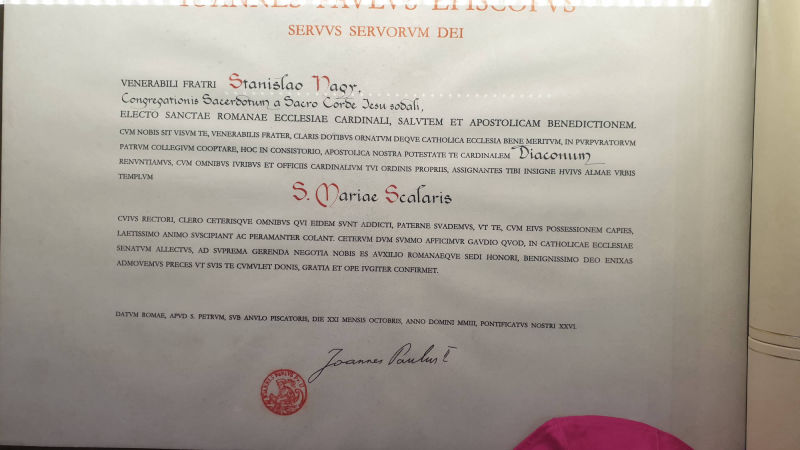 IOANNES PAVLVS EPISCOPVS
SERVVS SERVORVM DEI
VENERABILI FRATRI Stanislao Nagy,
Congregationis Sacerdotum a Sacro Corde Jesu sodali,
ELECTO SANCTAE ROMANAE ECCLESIAE CARDINALI, SALVTEM ET APOSTOLICAM BENEDICTIONEM.
CVM NOBIS SIT VISVM TE, VENERABILIS FRATER, CLARIS DOTIBVS ORNATVM DEQVE CATHOLICA ECCLESIA BENE MERITVM, IN PVRPVRATORVM
PATRVM COLLEGIVM COOPTARE, HOC IN CONSISTORIO, APOSTOLICA NOSTRA POTESTATE TE CARDINALEM Diaconum
RENVNTIAMVS, CVM OMNIBVS IVRIBVS ET OFFICIIS CARDINALIVM TVI ORDINIS PROPRIIS, ASSIGNANTES TIBI INSIGNE HVIVS ALMAE VRBIS
TEMPLVM
S. Mariae Scalaris
CVIVS RECTORI, CLERO CETERISQVE OMNIBVS QVI EIDEM SVNT ADDICTI, PATERNE SVADEMVS, VT TE, CVM EIVS POSSESSIONEM CAPIES,
LAETISSIMO ANIMO SVSCIPIANT AC PERAMANTER COLANT. CETERVM DVM SVMMO AFFICIMVR GAVDIO QVOD, IN CATHOLICAE ECCLESIAE
SENATVM ALLECTVS, AD SVPREMA GERENDA NEGOTIA NOBIS ES AVXILIO ROMANAEQVE SEDI HONORI, BENIGNISSIMO DEO ENIXAS
ADMOVEMVS PRECES VT SVIS TE CVMVLET DONIS, GRATIA ET OPE IVGITER CONFIRMET.
DATVM ROMAE, APVD S. PETRVM, SVB ANVLO PISCATORIS, DIE XXI MENSIS OCTOBRIS, ANNO DOMINI MMIII, PONTIFICATVS NOSTRI XXVI.
Joannes Paulus II